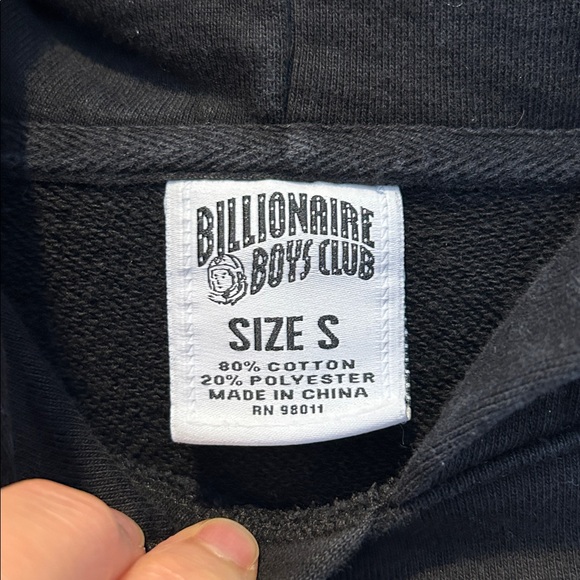 BILLIONAIRE
BOYS CLUB
SIZE S
80% COTTON
20% POLYESTER
MADE IN CHINA
RN 98011